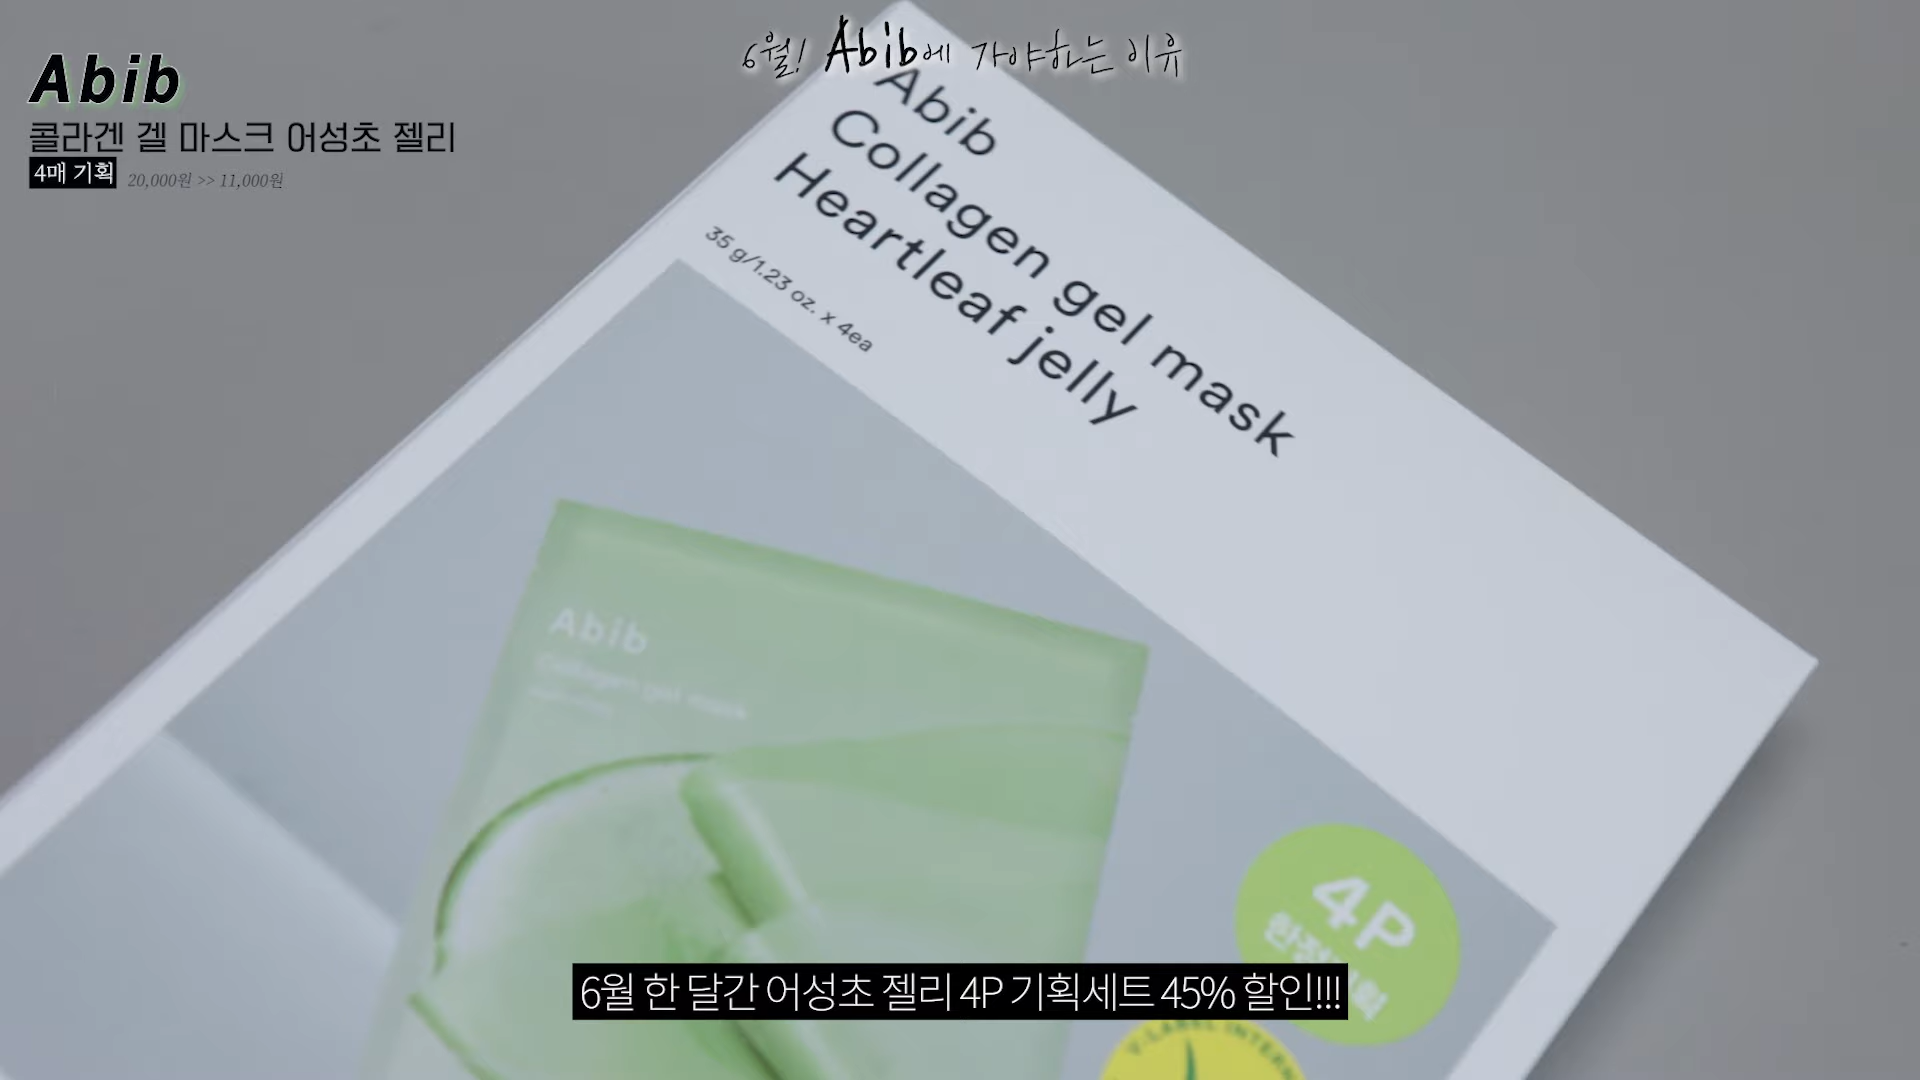 6월! Abib에 가야하는 이유
Abib
콜라겐 겔 마스크 어성초 젤리
4매 기획 20,000원 >> 11,000원
Abib
Collagen gel mask
Heartleaf jelly
35 g/1.23 oz. x 4ea
Abib
Collagen gel mask
4P
6월 한 달간 어성초 젤리 4P 기획세트 45% 할인!!!
V-LABEL INTERN